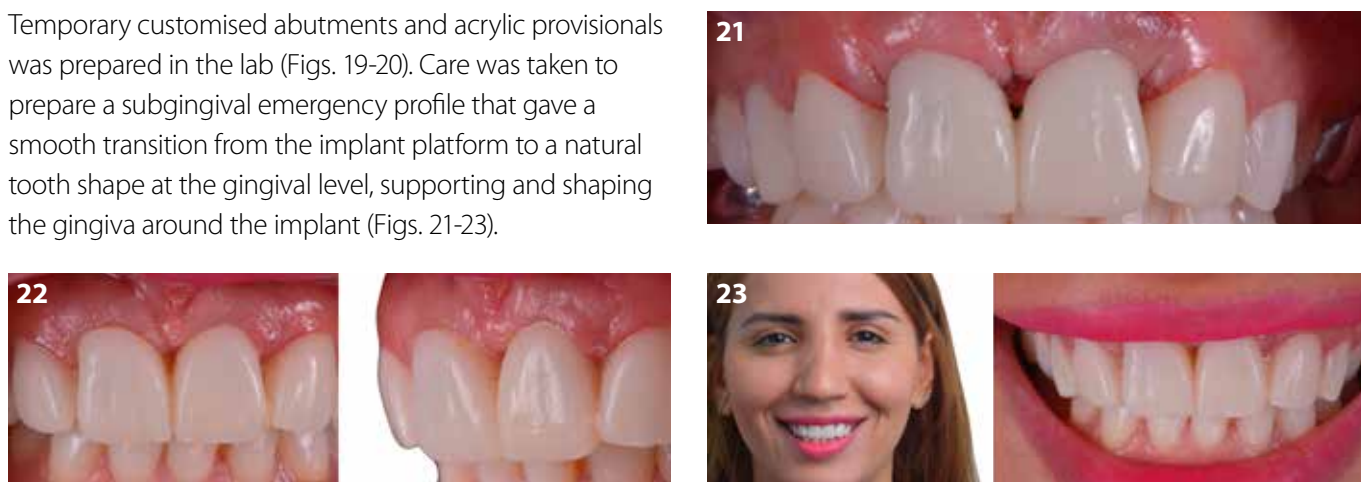 Temporary customised abutments and acrylic provisionals
was prepared in the lab (Figs. 19-20). Care was taken to
prepare a subgingival emergency profile that gave a
smooth transition from the implant platform to a natural
tooth shape at the gingival level, supporting and shaping
the gingiva around the implant (Figs. 21-23).
21
22
23